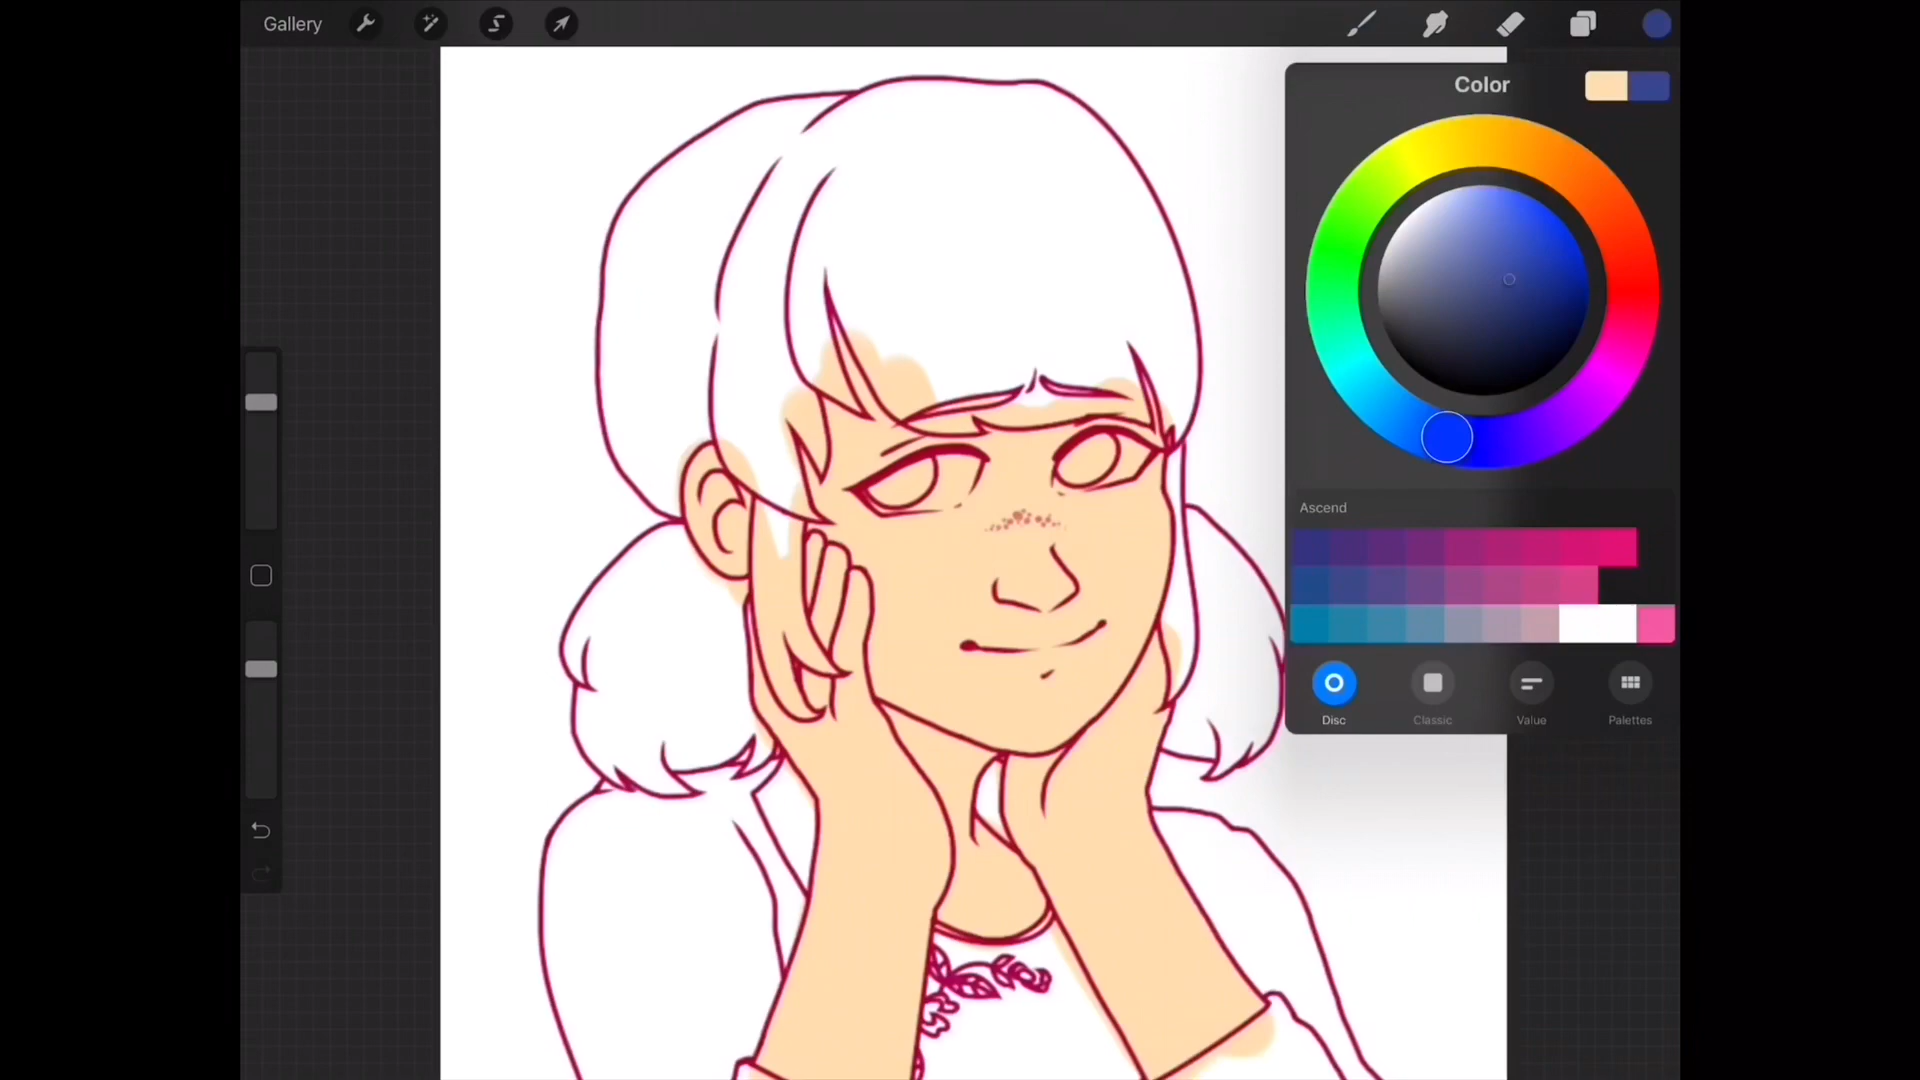 Gallery
Color
Ascend
Disc
Classic
Value
Palettes